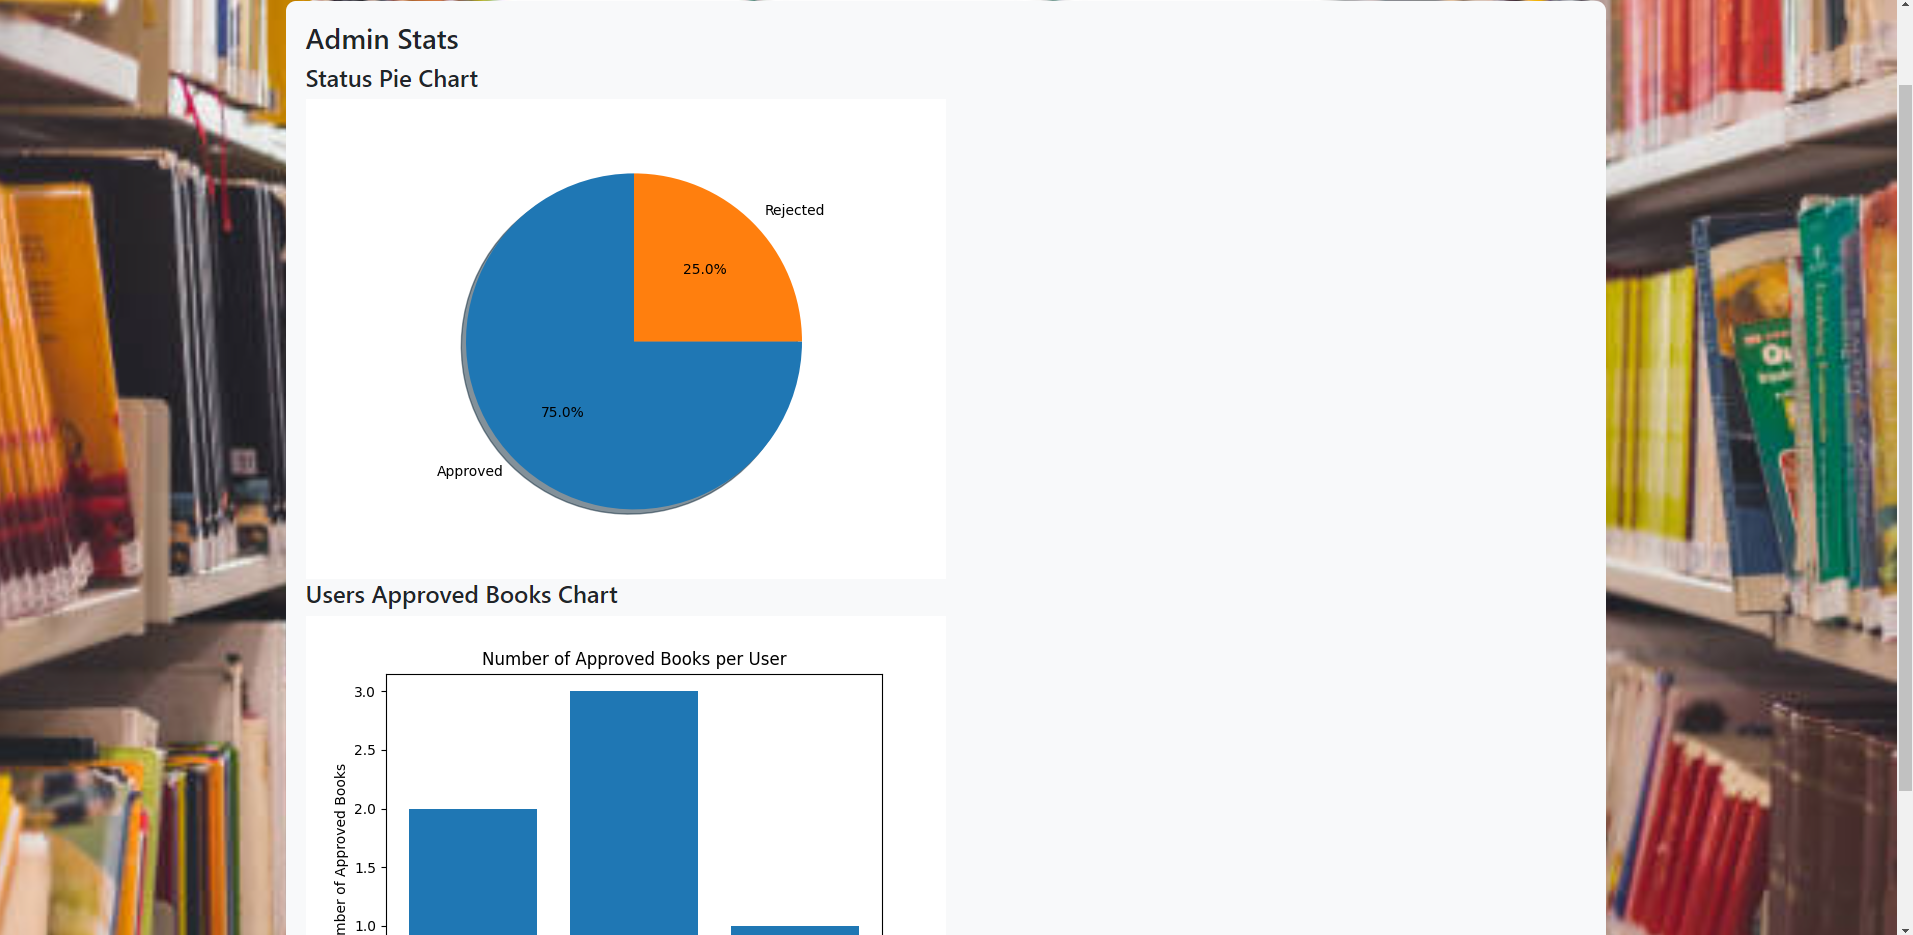 Admin Stats
Status Pie Chart
Rejected
25.0%
75.0%
Approved
Users Approved Books Chart
Number of Approved Books per User
3.0
2.5
2.0
1.5
1.0
of Approved Books